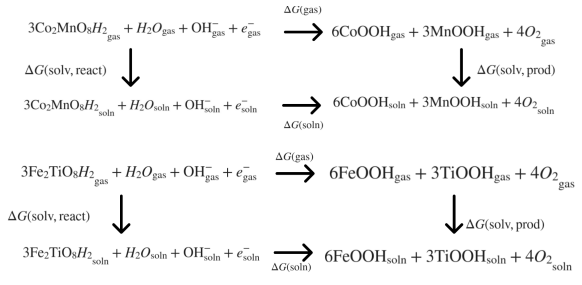 ΔG(gas)
3Co₂MnO₈H₂gas + H₂Ogas + OH⁻gas + e⁻gas → 6CoOOHgas + 3MnOOHgas + 4O₂gas
ΔG(solv, react) ΔG(solv, prod)
3Co₂MnO₈H₂soln + H₂Osoln + OH⁻soln + e⁻soln → 6CoOOHsoln + 3MnOOHsoln + 4O₂soln
ΔG(soln)
ΔG(gas)
3Fe₂TiO₈H₂gas + H₂Ogas + OH⁻gas + e⁻gas → 6FeOOHgas + 3TiOOHgas + 4O₂gas
ΔG(solv, react) ΔG(solv, prod)
3Fe₂TiO₈H₂soln + H₂Osoln + OH⁻soln + e⁻soln → 6FeOOHsoln + 3TiOOHsoln + 4O₂soln
ΔG(soln)